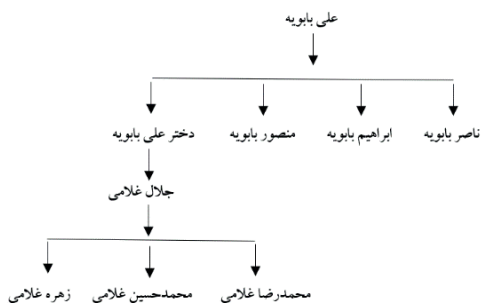 علی بابویه
ناصر بابویه ابراهیم بابویه منصور بابویه دختر علی بابویه
جلال غلامی
محمدرضا غلامی محمدحسین غلامی زهره غلامی